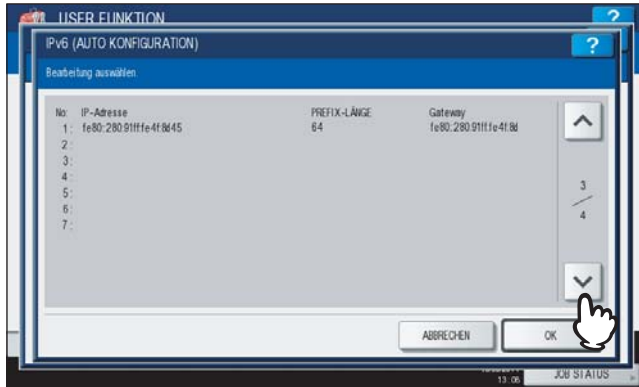 USER FUNKTION ?
IPv6 (AUTO KONFIGURATION) ?
Bearbeitung auswählen.
No: IP-Adresse PREFIX-LÄNGE Gateway
1: fe80::280:91ff:fe4f:8d45 64 fe80::280:91ff:fe4f:8d
2:
3:
4:
5:
6:
7:
3
4
ABBRECHEN OK
13:06 JOB STATUS